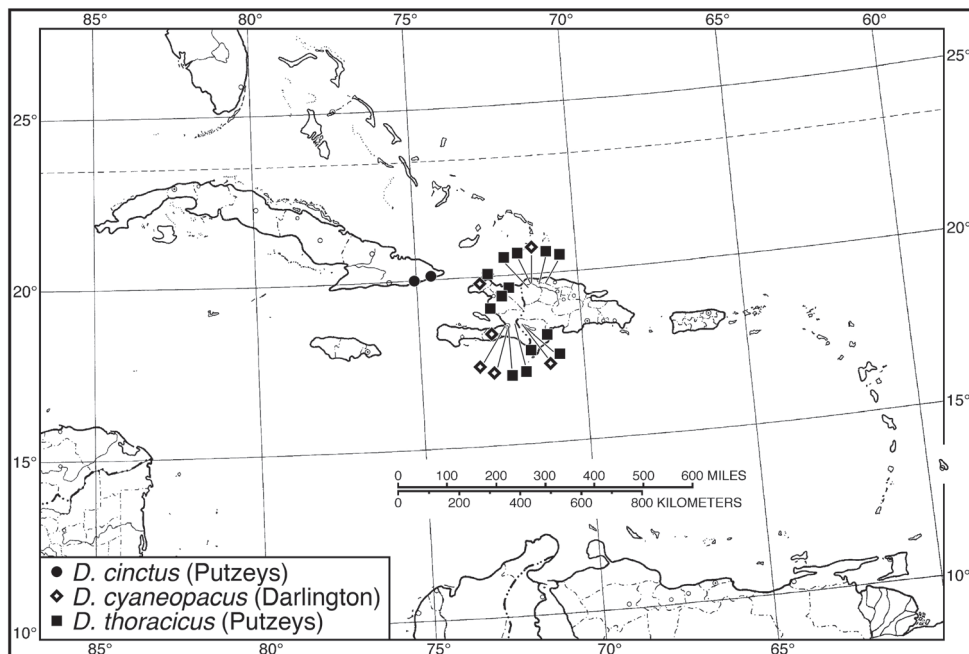 85° 80° 75° 70° 65° 60°
25°
25°
20°
20°
15°
15°
0 100 200 300 400 500 600 MILES
0 200 400 600 800 KILOMETERS
10°
D. cinctus (Putzeys)
D. cyaneopacus (Darlington)
D. thoracicus (Putzeys)
10°
85° 80° 75° 70° 65° 60°